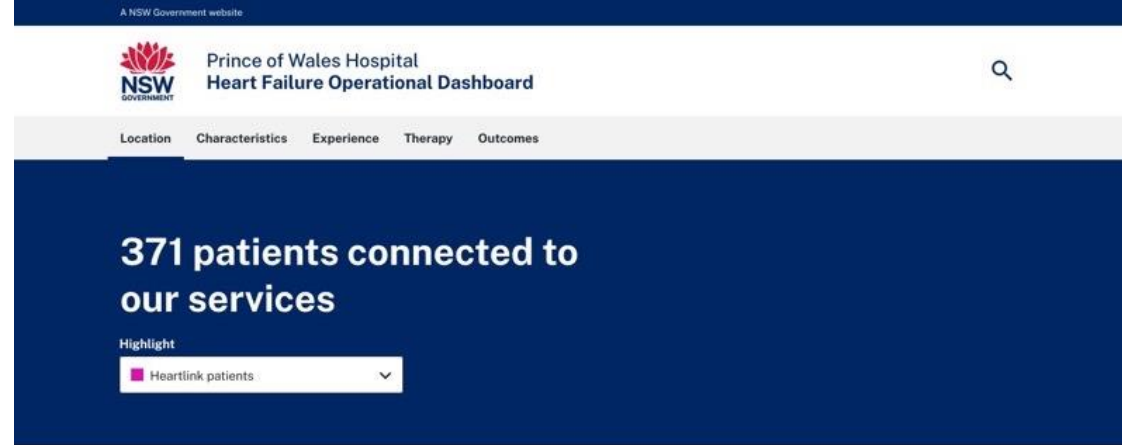 A NSW Government website
NSW
GOVERNMENT
Prince of Wales Hospital
Heart Failure Operational Dashboard
Location Characteristics Experience Therapy Outcomes
371 patients connected to
our services
Highlight
Heartlink patients